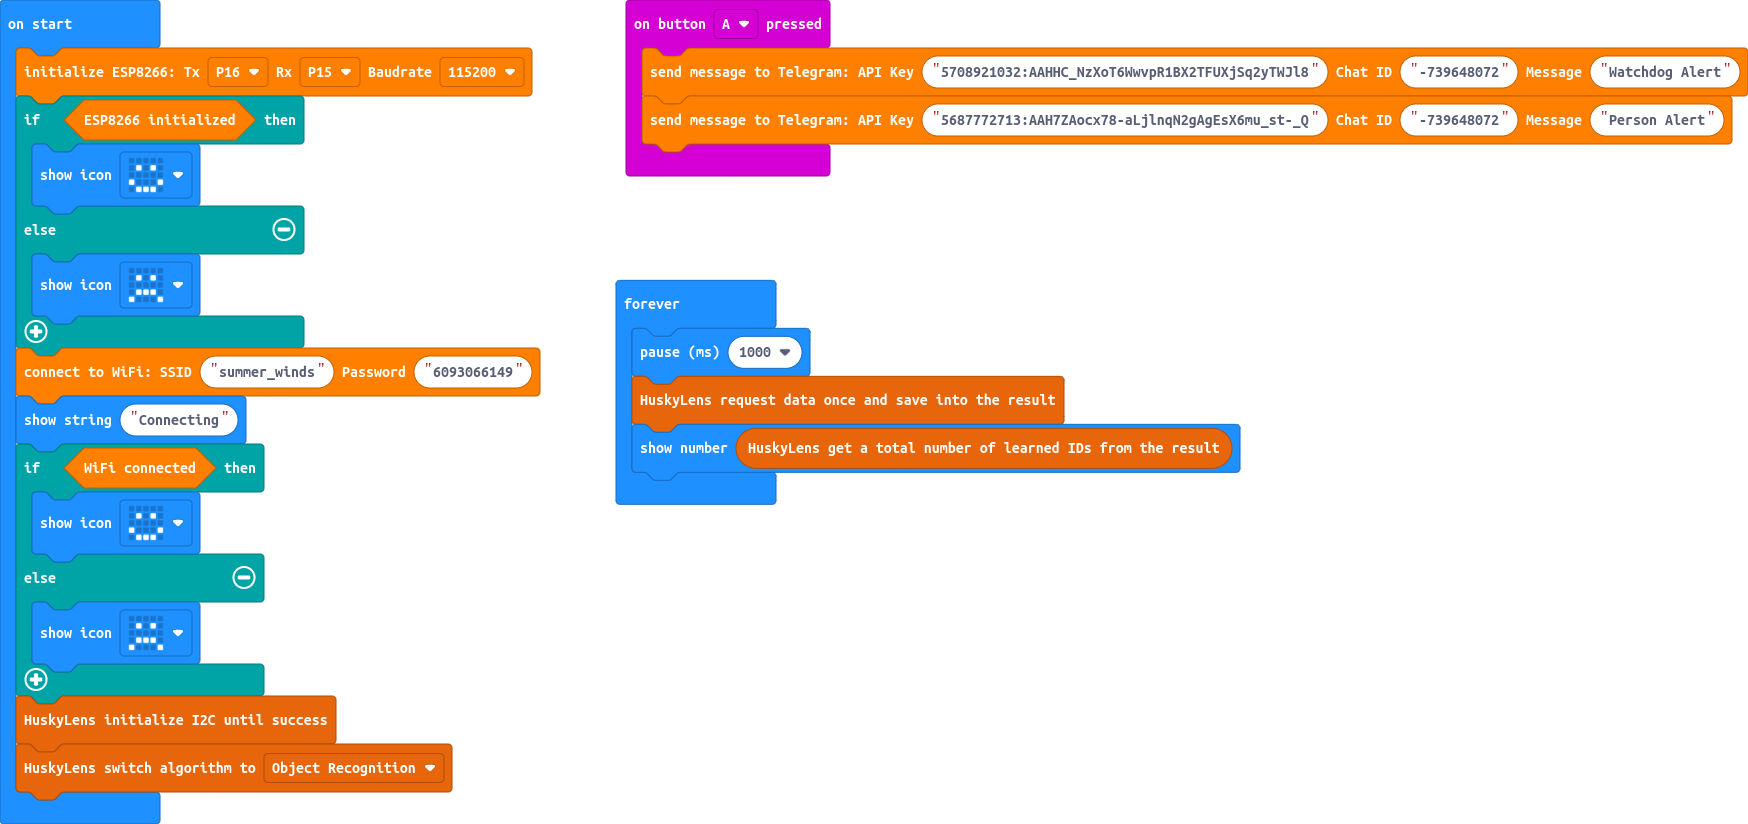 on start
initialize ESP8266: Tx P16 Rx P15 Baudrate 115200
if ESP8266 initialized then
show icon
else
show icon
connect to WiFi: SSID "summer_winds" Password "6093066149"
show string "Connecting"
if WiFi connected then
show icon
else
show icon
HuskyLens initialize I2C until success
HuskyLens switch algorithm to Object Recognition
on button A pressed
send message to Telegram: API Key "5708921032:AAHHC_NzXoT6WwvpR1BX2TFUXjSq2yTWJl8" Chat ID "-739648072" Message "Watchdog Alert"
send message to Telegram: API Key "5687772713:AAH7ZAocx78-aLjlnqN2gAgEsX6mu_st-_Q" Chat ID "-739648072" Message "Person Alert"
forever
pause (ms) 1000
HuskyLens request data once and save into the result
show number HuskyLens get a total number of learned IDs from the result